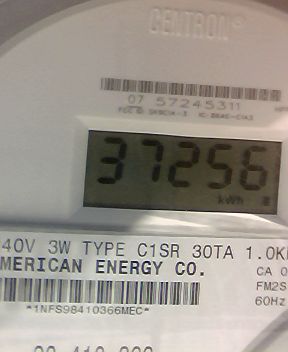 CENTRON®
07 57245311
37256
kWh
40V 3W TYPE C1SR 30TA 1.0K
MERICAN ENERGY CO.
CA 0
FM2S
60Hz
*1NFS98410366MEC*